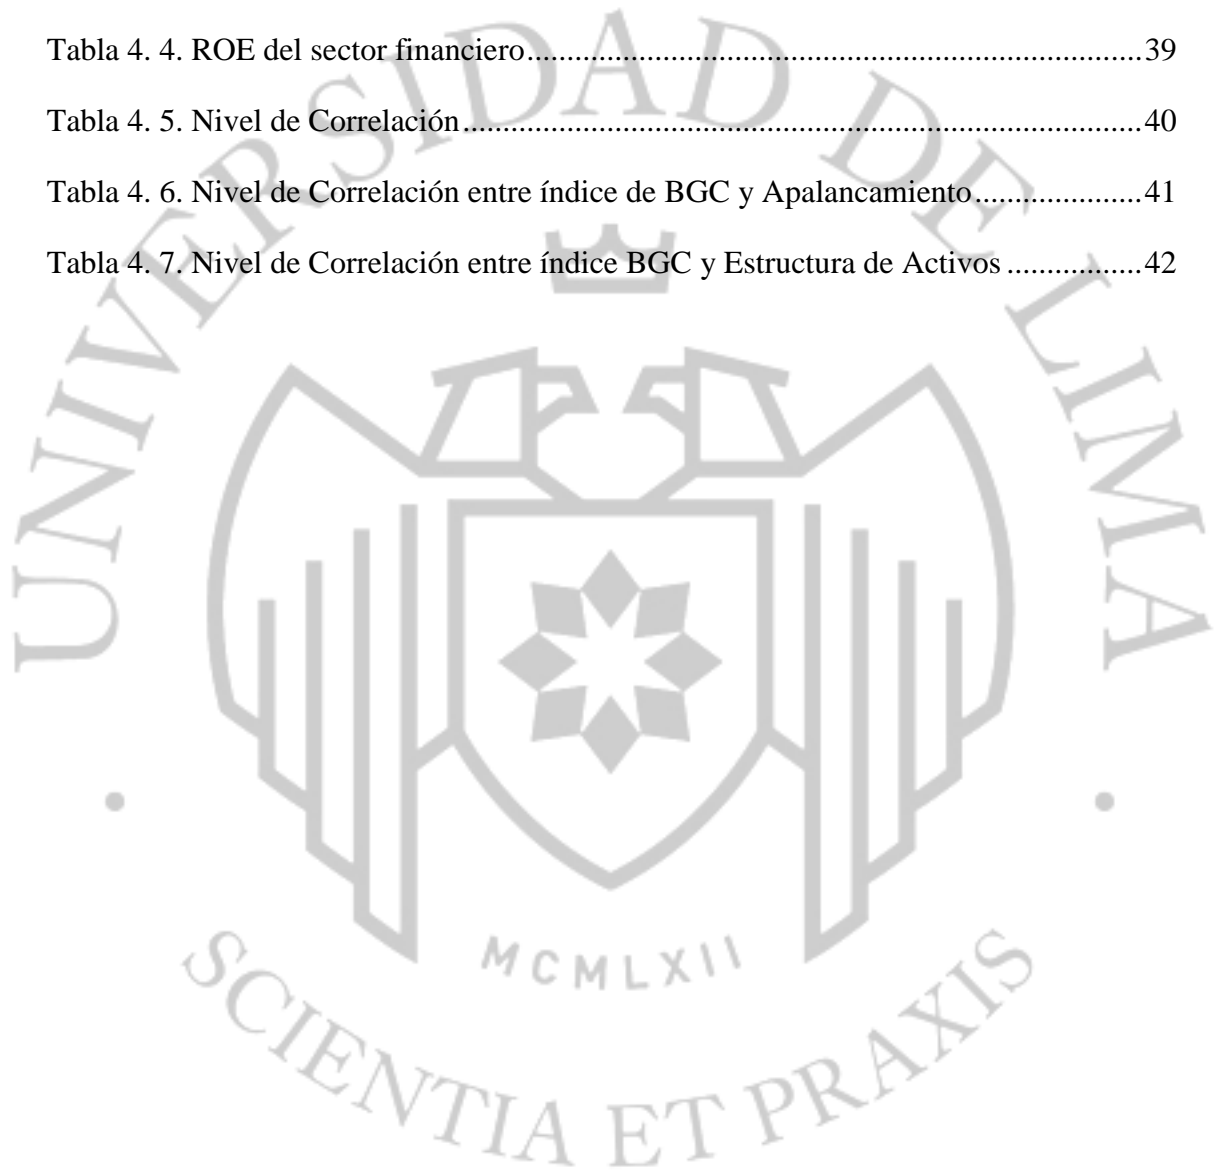 Tabla 4. 4. ROE del sector financiero.............................................................................39
Tabla 4. 5. Nivel de Correlación.....................................................................................40
Tabla 4. 6. Nivel de Correlación entre índice de BGC y Apalancamiento.....................41
Tabla 4. 7. Nivel de Correlación entre índice BGC y Estructura de Activos .................42
UNIVERSIDAD DE LIMA
MCMLXII
SCIENTIA ET PRAXIS